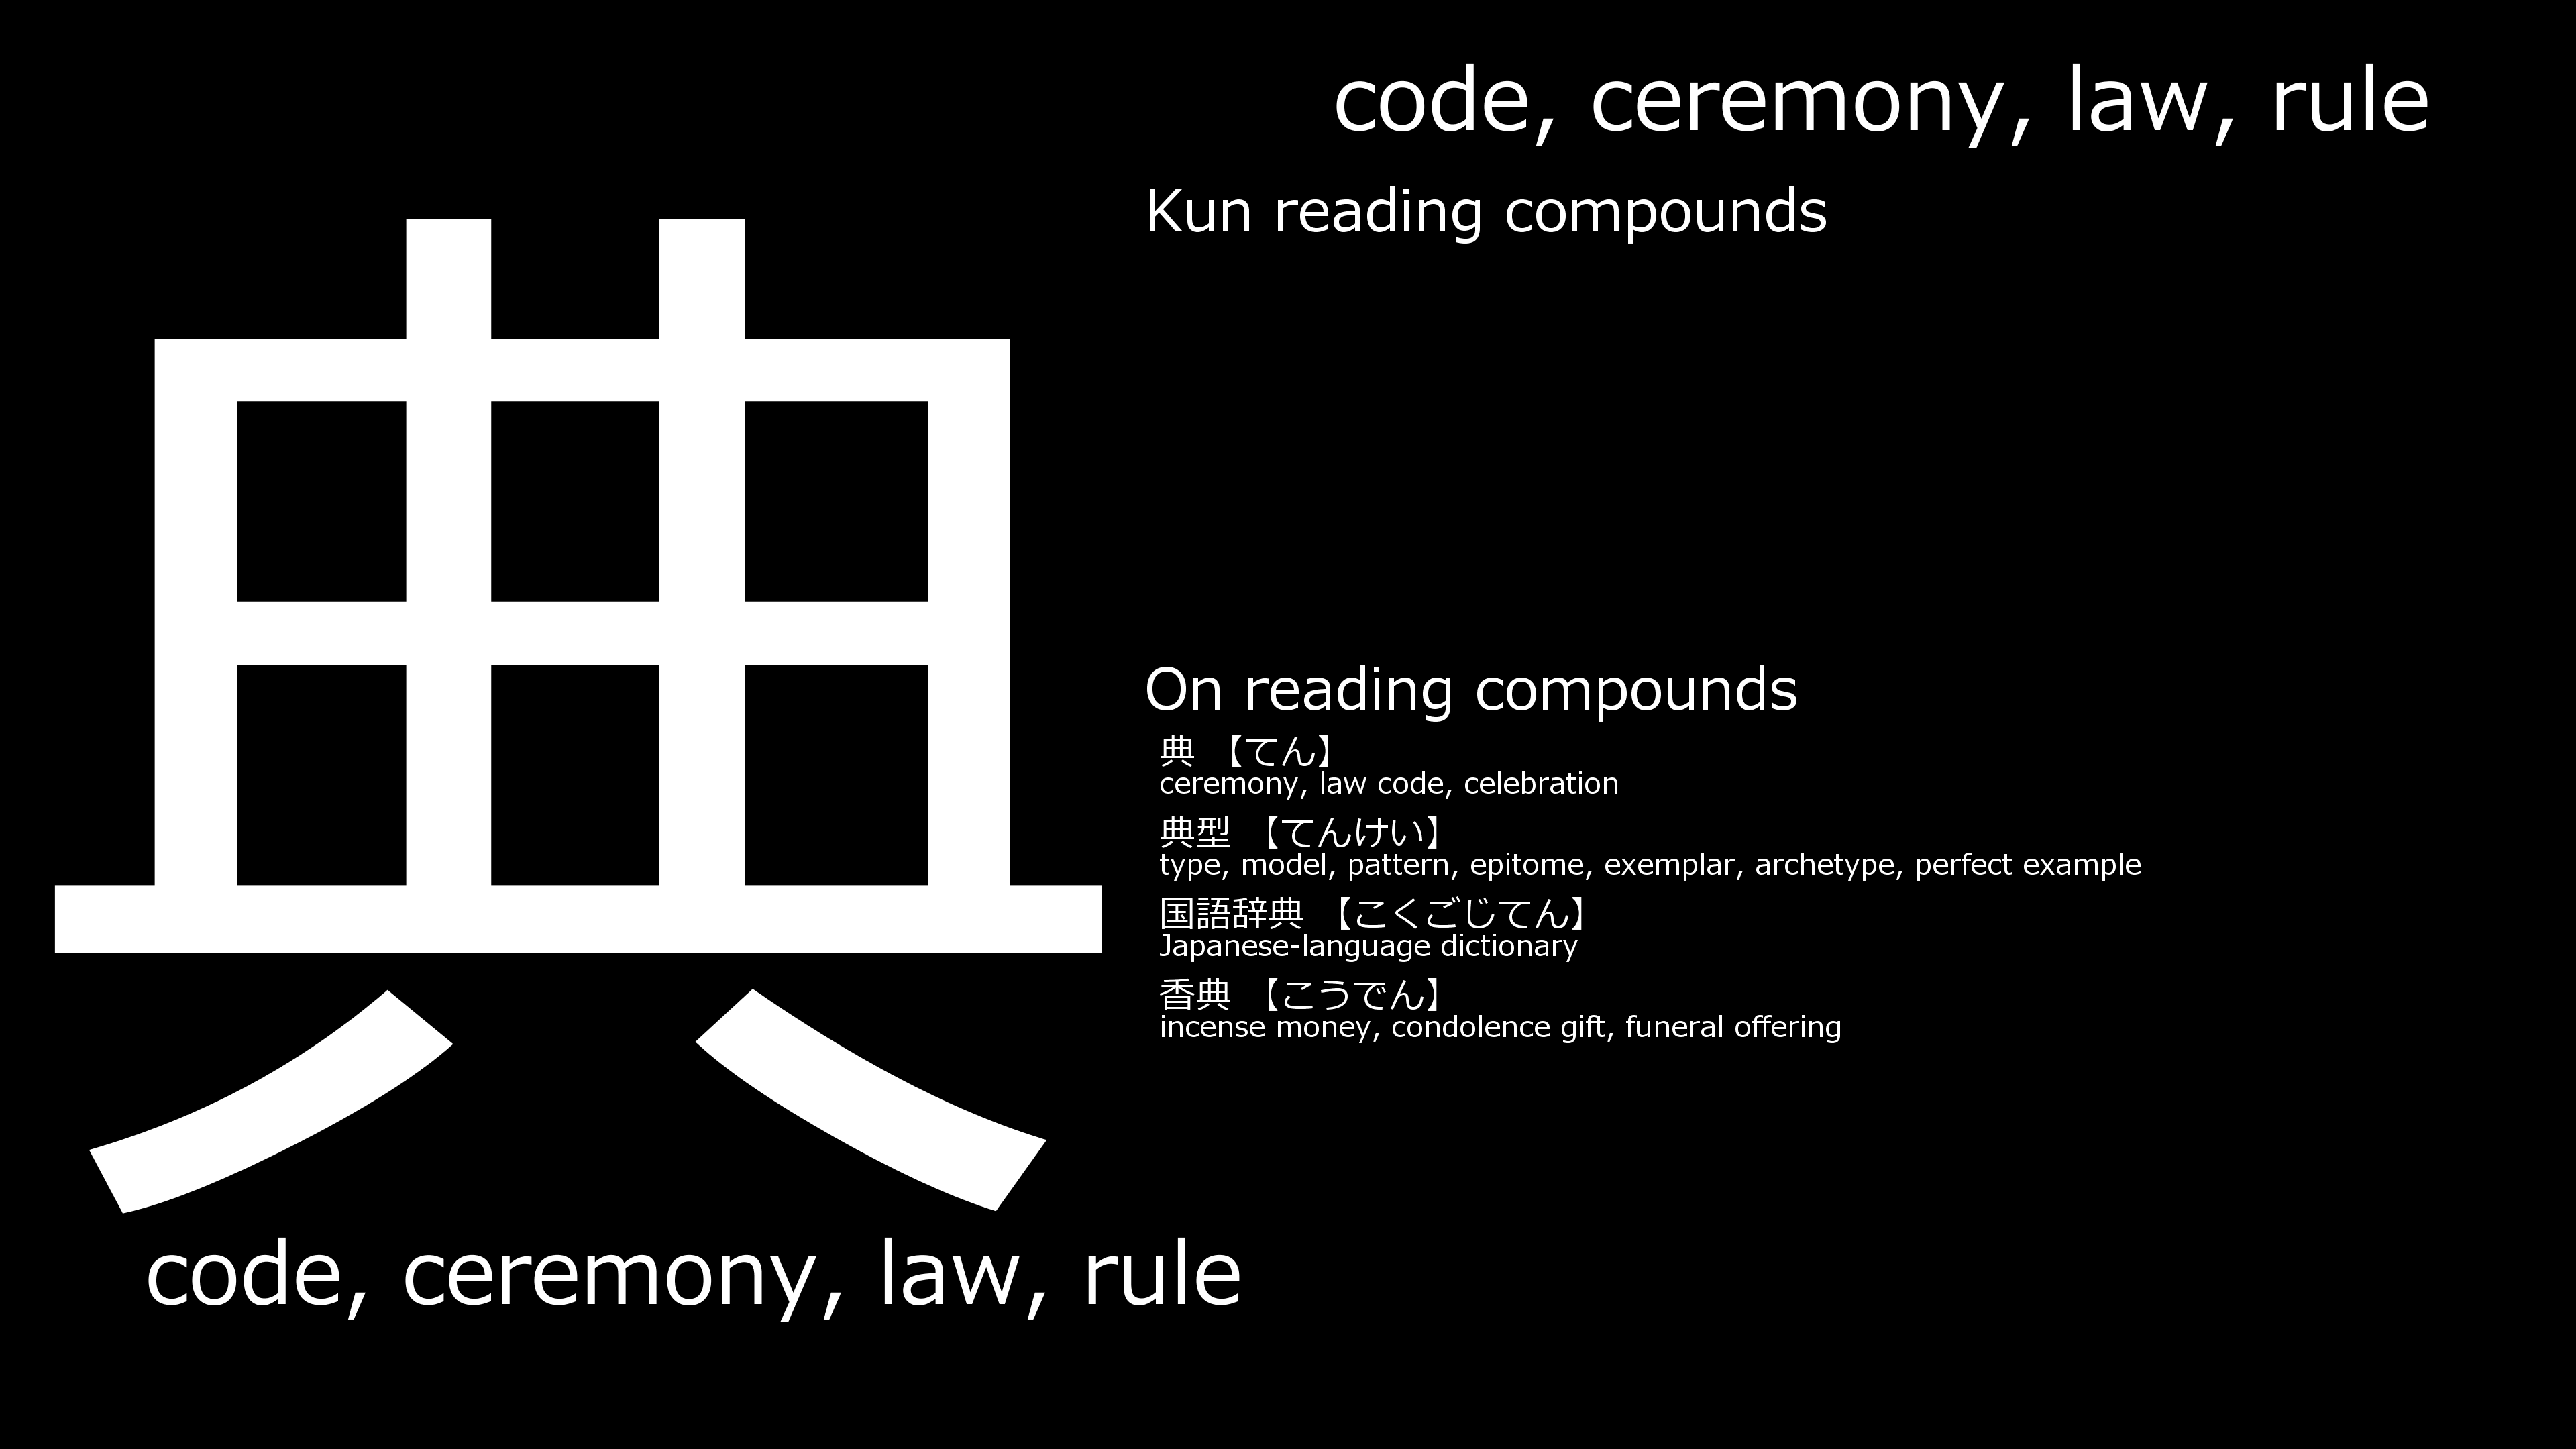 典
code, ceremony, law, rule
code, ceremony, law, rule
Kun reading compounds
On reading compounds
典 【てん】
ceremony, law code, celebration
典型 【てんけい】
type, model, pattern, epitome, exemplar, archetype, perfect example
国語辞典 【こくごじてん】
Japanese-language dictionary
香典 【こうでん】
incense money, condolence gift, funeral offering